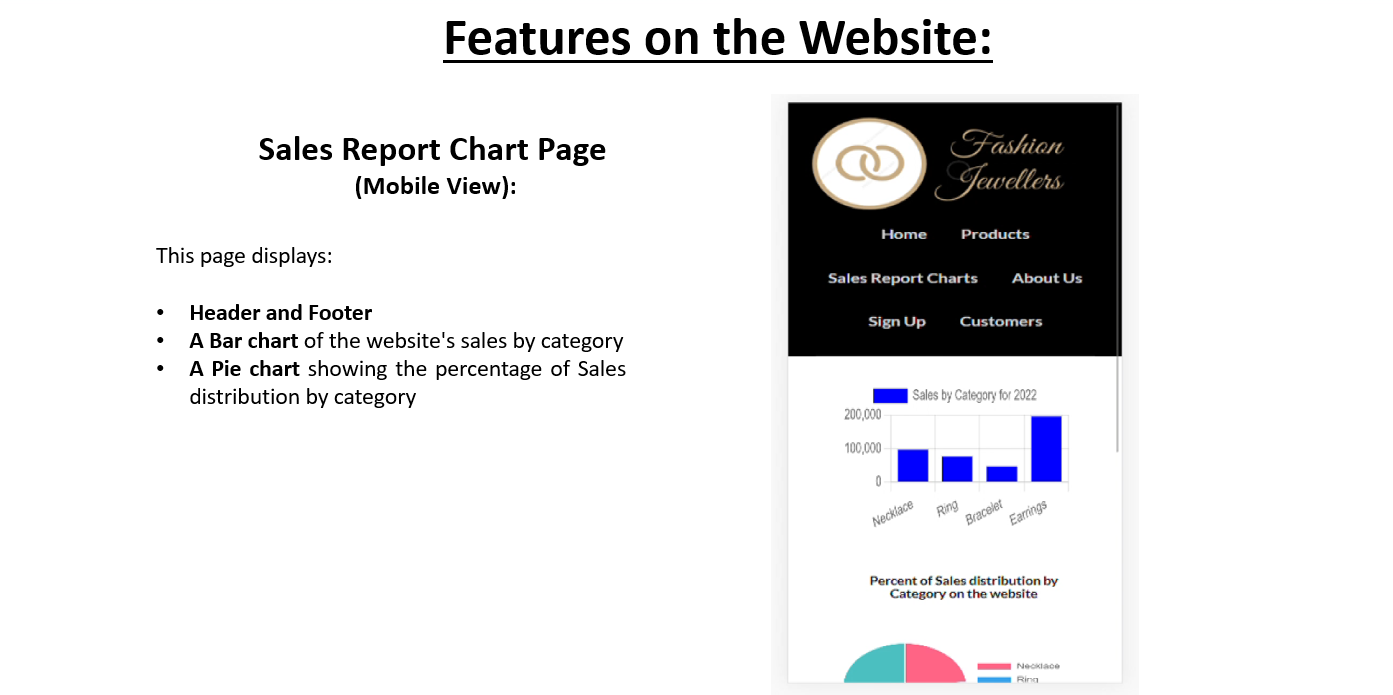 Features on the Website:
Sales Report Chart Page
(Mobile View):
This page displays:
• Header and Footer
• A Bar chart of the website's sales by category
• A Pie chart showing the percentage of Sales
distribution by category
Fashion
Jewellers
Home Products
Sales Report Charts About Us
Sign Up Customers
Sales by Category for 2022
200,000
100,000
0
Necklace Ring Bracelet Earrings
Percent of Sales distribution by
Category on the website
Necklace
Ring